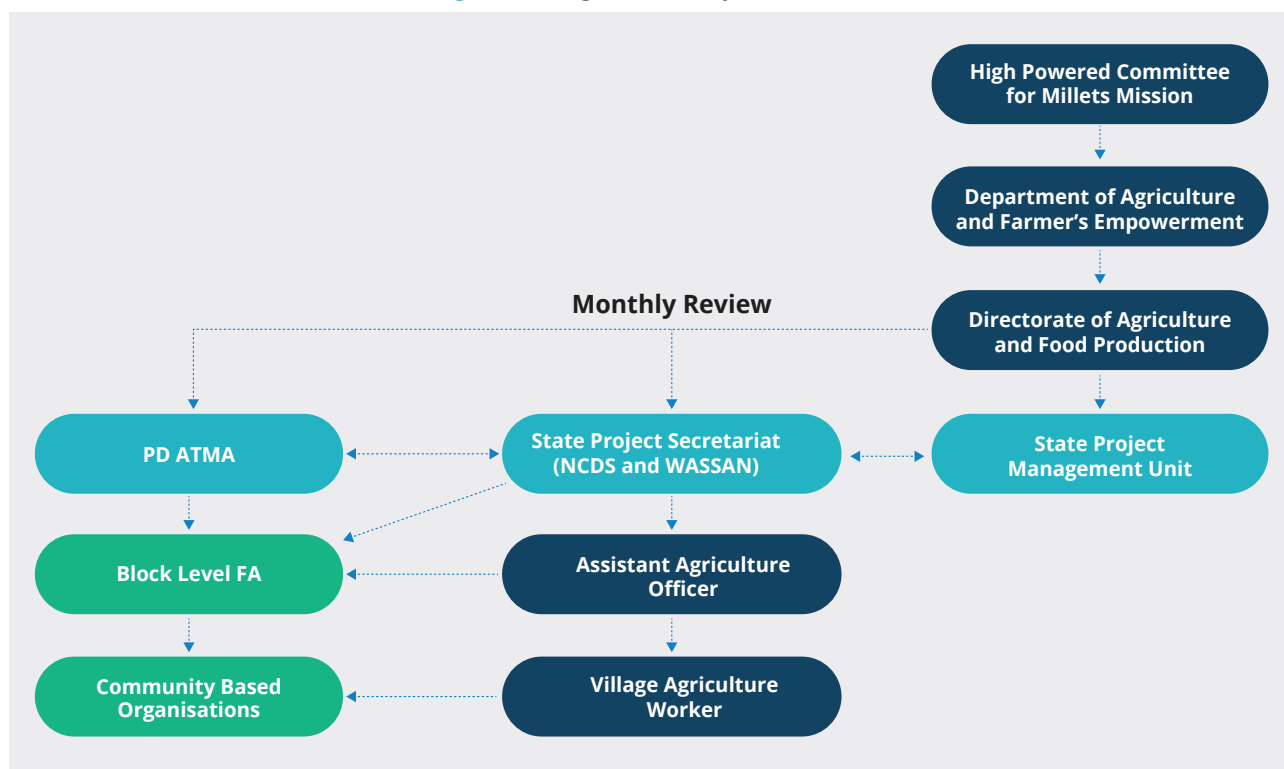 High Powered Committee
for Millets Mission
Department of Agriculture
and Farmer’s Empowerment
Monthly Review
Directorate of Agriculture
and Food Production
PD ATMA
State Project Secretariat
(NCDS and WASSAN)
State Project
Management Unit
Block Level FA
Assistant Agriculture
Officer
Community Based
Organisations
Village Agriculture
Worker